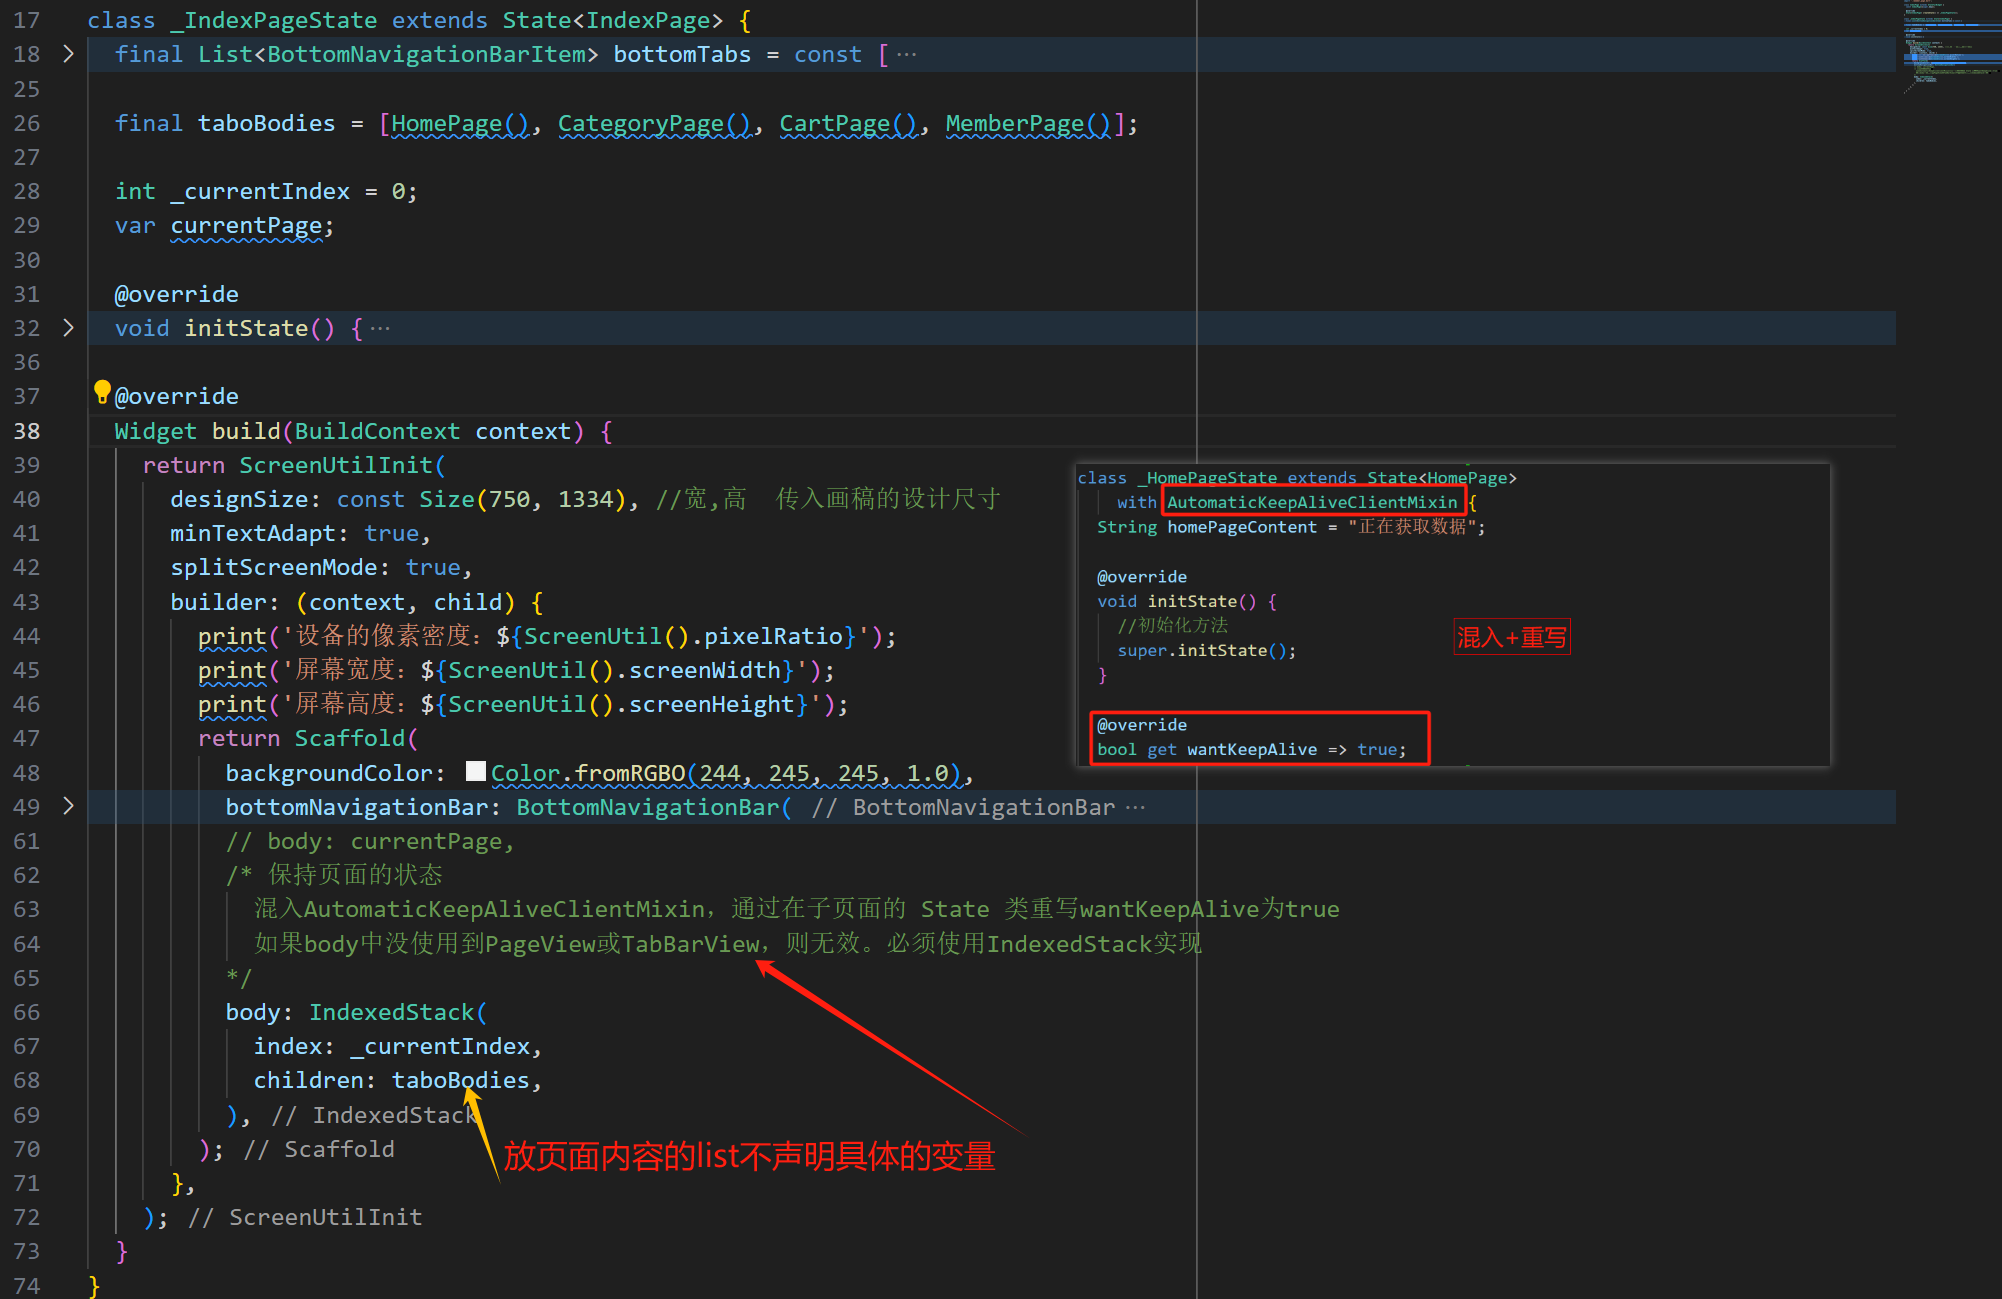 17 class _IndexPageState extends State<IndexPage> {
18 final List<BottomNavigationBarItem> bottomTabs = const [ ···
25
26 final taboBodies = [HomePage(), CategoryPage(), CartPage(), MemberPage()];
27
28 int _currentIndex = 0;
29 var currentPage;
30
31 @override
32 void initState() { ···
36
37 @override
38 Widget build(BuildContext context) {
39 return ScreenUtilInit(
40 designSize: const Size(750, 1334), //宽,高  传入画稿的设计尺寸
41 minTextAdapt: true,
42 splitScreenMode: true,
43 builder: (context, child) {
44 print('设备的像素密度：${ScreenUtil().pixelRatio}');
45 print('屏幕宽度：${ScreenUtil().screenWidth}');
46 print('屏幕高度：${ScreenUtil().screenHeight}');
47 return Scaffold(
48 backgroundColor: Color.fromRGBO(244, 245, 245, 1.0),
49 bottomNavigationBar: BottomNavigationBar( // BottomNavigationBar ···
61 // body: currentPage,
62 /* 保持页面的状态
63 混入AutomaticKeepAliveClientMixin，通过在子页面的 State 类重写wantKeepAlive为true
64 如果body中没使用到PageView或TabBarView，则无效。必须使用IndexedStack实现
65 */
66 body: IndexedStack(
67 index: _currentIndex,
68 children: taboBodies,
69 ), // IndexedStack
70 ); // Scaffold
71 },
72 ); // ScreenUtilInit
73 }
74 }
class _HomePageState extends State<HomePage>
with AutomaticKeepAliveClientMixin {
String homePageContent = "正在获取数据";
@override
void initState() {
//初始化方法
super.initState();
}
@override
bool get wantKeepAlive => true;
混入+重写
放页面内容的list不声明具体的变量